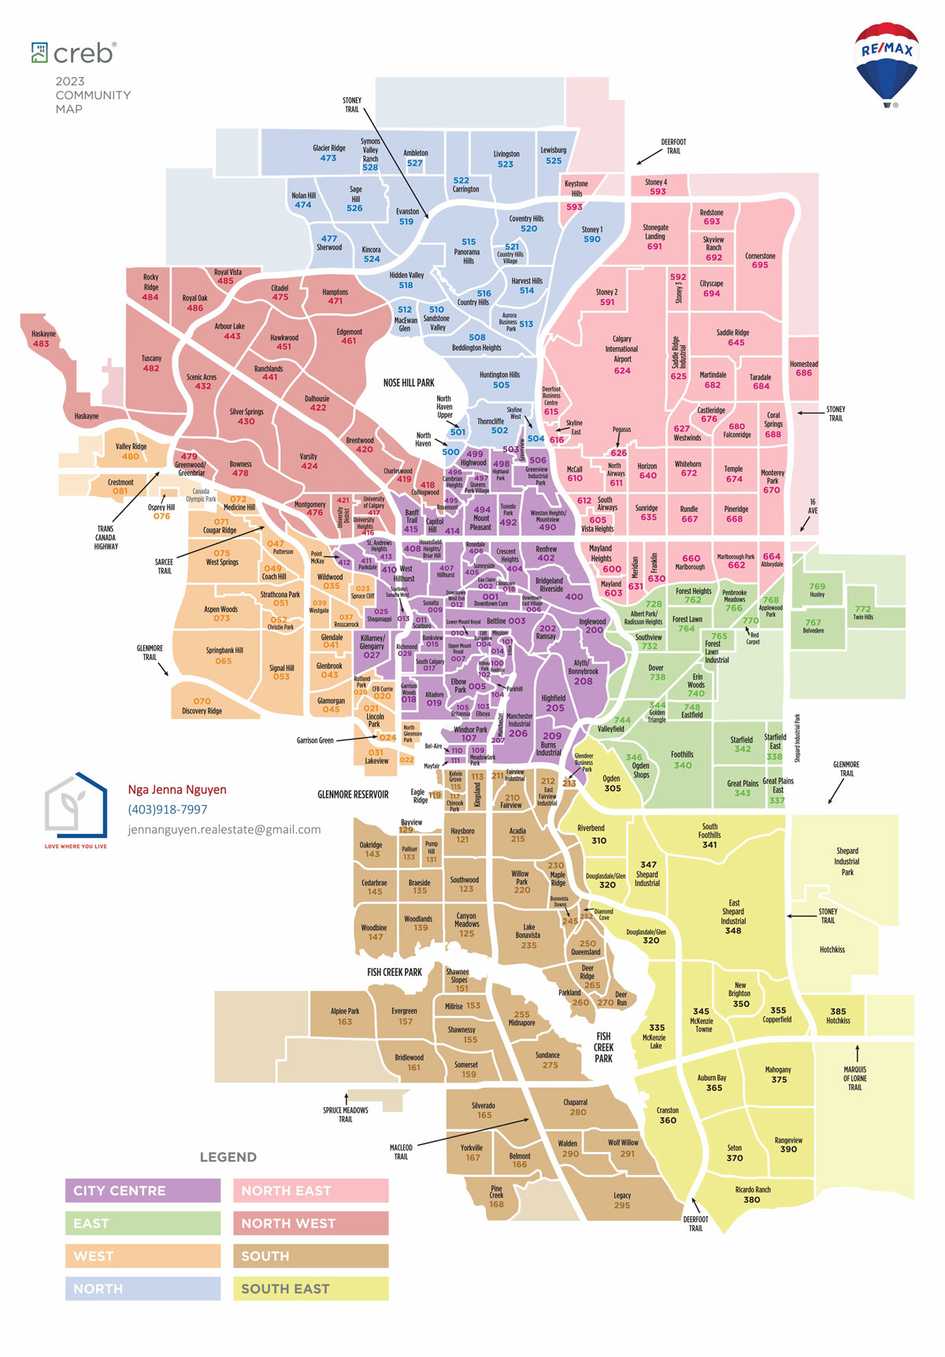 creb®
2023
COMMUNITY
MAP
RE/MAX
®
STONEY
TRAIL
DEERFOOT
TRAIL
Glacier Ridge
473
Symons
Valley
Ranch
528
Ambleton
527
Livingston
523
Lewisburg
525
522
Carrington
Nolan Hill
474
Sage
Hill
526
Evanston
519
Keystone
Hills
593
Stoney 4
593
Coventry Hills
520
Stoney 1
590
477
Sherwood
Kincora
524
515
Panorama
Hills
521
Country Hills
Village
Stonegate
Landing
691
Redstone
693
Skyview
Ranch
692
Cornerstone
695
Rocky
Ridge
484
Royal Vista
485
Royal Oak
486
Citadel
475
Hamptons
471
Hidden Valley
518
Harvest Hills
514
516
Country Hills
Stoney 2
591
592
Stoney 3
Cityscape
694
512
MacEwan
Glen
510
Sandstone
Valley
Aurora
Business
Park
513
508
Beddington Heights
Haskayne
483
Tuscany
482
Arbour Lake
443
Hawkwood
451
Edgemont
461
Calgary
International
Airport
624
Saddle Ridge
Industrial
625
Saddle Ridge
645
Homestead
686
Scenic Acres
432
Ranchlands
441
NOSE HILL PARK
Huntington Hills
505
Martindale
682
Taradale
684
Dalhousie
422
Silver Springs
430
North
Haven
Upper
501
Thorncliffe
502
Skyline
West
504
Deerfoot
Business
Centre
615
Skyline
East
616
Castleridge
676
Coral
Springs
688
STONEY
TRAIL
Haskayne
Valley Ridge
480
Brentwood
420
North
Haven
500
503
Greenview
Pegasus
626
627
Westwinds
680
Falconridge
479
Greenwood/
Greenbriar
Bowness
478
Varsity
424
Charleswood
419
418
Collingwood
499
Highwood
498
Highland
Park
506
Greenview
Industrial
Park
McCall
610
North
Airways
611
Horizon
640
Whitehorn
672
Temple
674
Monterey
Park
670
Crestmont
081
Osprey Hill
076
Canada
Olympic Park
072
Medicine Hill
Montgomery
476
421
University
District
University
of Calgary
417
University
Heights
416
496
Cambrian
Heights
497
Queens
Park Village
495
Rosemont
612
South
Airways
605
Vista Heights
Sunridge
635
Rundle
667
Pineridge
668
16
AVE
TRANS
CANADA
HIGHWAY
071
Cougar Ridge
Banff
Trail
415
Capitol
Hill
414
494
Mount
Pleasant
Tuxedo
Park
492
Winston Heights/
Mountview
490
SARCEE
TRAIL
047
Patterson
Point
McKay
412
St. Andrews
Heights
413
411
Parkdale
408
Hounsfield
Heights/
Briar Hill
Rosedale
406
Crescent
Heights
404
Renfrew
402
Mayland
Heights
600
Meridian
631
Franklin
630
660
Marlborough
Marlborough Park
662
664
Abbeydale
075
West Springs
049
Coach Hill
Wildwood
035
410
West
Hillhurst
407
Hillhurst
Sunnyside
405
Eau Claire
002
Chinatown
018
Bridgeland
Riverside
400
Mayland
603
Forest Heights
762
Penbrooke
Meadows
766
768
Applewood
Park
769
Huxley
772
Twin Hills
Aspen Woods
073
Strathcona Park
051
052
Christie Park
039
Westgate
023
Spruce Cliff
037
Rosscarrock
025
Shaganappi
013
Sunalta
009
011
Scarboro
Downtown
West End
012
001
Downtown Core
Downtown
East Village
006
Inglewood
200
728
Albert Park/
Radisson Heights
Forest Lawn
764
770
Red
Carpet
767
Belvedere
GLENMORE
TRAIL
Springbank Hill
065
Signal Hill
053
Glendale
041
Glenbrook
043
Killarney/
Glengarry
027
Richmond
029
Bankview
015
Lower Mount Royal
010
Beltline 003
202
Ramsay
Southview
732
765
Forest
Lawn
Industrial
South Calgary
017
Upper Mount
Royal
007
Cliff
Bungalow
004
Mission
014
Alyth/
Bonnybrook
208
Dover
738
Erin
Woods
740
070
Discovery Ridge
Glamorgan
045
Rutland
Park
026
CFB Currie
020
021
Lincoln
Park
Garrison
Woods
018
Altadore
019
Elbow
Park 005
100
102
Parkhill
103
Elboya
105
Britannia
Highfield
205
Manchester
Industrial
206
344
Golden
Triangle
748
Eastfield
744
Valleyfield
Garrison Green
024
North
Glenmore
Park
022
031
Lakeview
Windsor Park
107
207
Manchester
209
Burns
Industrial
Glendeer
Business
Park
213
346
Ogden
Shops
Foothills
340
Starfield
342
Starfield
East
338
Great Plains
343
Great Plains
East
337
Shepard Industrial Park
GLENMORE
TRAIL
Bel-Aire
110
109
Meadowlark
Park
Mayfair
111
GLENMORE RESERVOIR
Eagle
Ridge
119
Kelvin
Grove
115
117
Chinook
Park
113
Kingsland
211
Fairview
Industrial
210
Fairview
212
East
Fairview
Industrial
Ogden
305
Nga Jenna Nguyen
(403)918-7997
jennanguyen.realestate@gmail.com
LOVE WHERE YOU LIVE
Bayview
129
Oakridge
143
Palliser
133
Pump
Hill
131
Haysboro
121
Acadia
215
Riverbend
310
South
Foothills
341
Shepard
Industrial
Park
Cedarbrae
145
Braeside
135
Southwood
123
Willow
Park
220
230
Maple
Ridge
Douglasdale/Glen
320
347
Shepard
Industrial
East
Shepard
Industrial
348
STONEY
TRAIL
Woodbine
147
Woodlands
139
Canyon
Meadows
125
Lake
Bonavista
235
Bonavista
Downs
245
252
Diamond
Cove
250
Queensland
Douglasdale/Glen
320
Hotchkiss
FISH CREEK PARK
Shawnee
Slopes
151
Deer
Ridge
265
Parkland
260
270
Deer
Run
New
Brighton
350
Alpine Park
163
Evergreen
157
Millrise 153
Shawnessy
155
255
Midnapore
FISH
CREEK
PARK
335
McKenzie
Lake
345
McKenzie
Towne
355
Copperfield
385
Hotchkiss
Bridlewood
161
Somerset
159
Sundance
275
Auburn Bay
365
Mahogany
375
MARQUIS
OF LORNE
TRAIL
SPRUCE MEADOWS
TRAIL
Silverado
165
Chaparral
280
Cranston
360
MACLEOD
TRAIL
Yorkville
167
Belmont
166
Walden
290
Wolf Willow
291
Seton
370
Rangeview
390
Pine
Creek
168
Legacy
295
Ricardo Ranch
380
DEERFOOT
TRAIL
LEGEND
CITY CENTRE
NORTH EAST
EAST
NORTH WEST
WEST
SOUTH
NORTH
SOUTH EAST